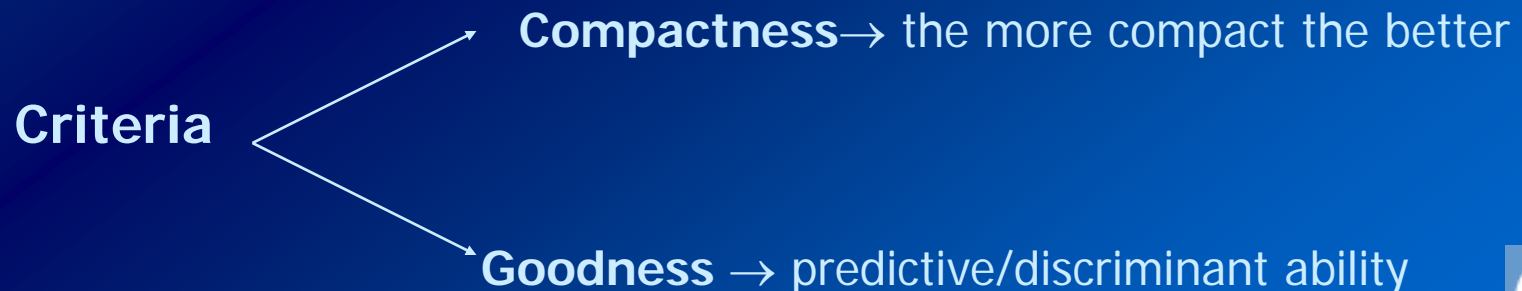 Compactness→ the more compact the better
Criteria
Goodness → predictive/discriminant ability